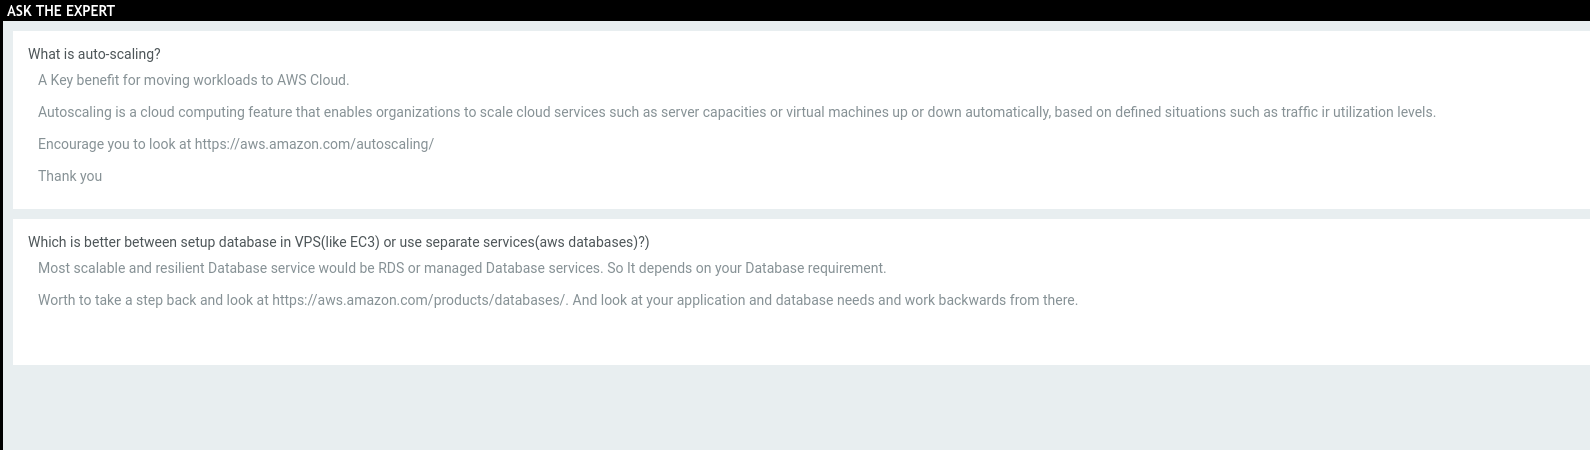 ASK THE EXPERT
What is auto-scaling?
A Key benefit for moving workloads to AWS Cloud.
Autoscaling is a cloud computing feature that enables organizations to scale cloud services such as server capacities or virtual machines up or down automatically, based on defined situations such as traffic ir utilization levels.
Encourage you to look at https://aws.amazon.com/autoscaling/
Thank you
Which is better between setup database in VPS(like EC3) or use separate services(aws databases)?)
Most scalable and resilient Database service would be RDS or managed Database services. So It depends on your Database requirement.
Worth to take a step back and look at https://aws.amazon.com/products/databases/. And look at your application and database needs and work backwards from there.